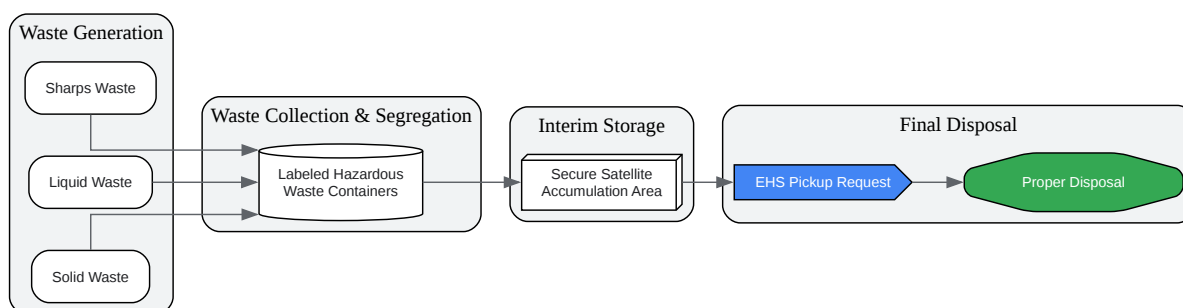 Waste Generation
Sharps Waste
Liquid Waste
Solid Waste
Waste Collection & Segregation
Labeled Hazardous
Waste Containers
Interim Storage
Secure Satellite
Accumulation Area
Final Disposal
EHS Pickup Request
Proper Disposal